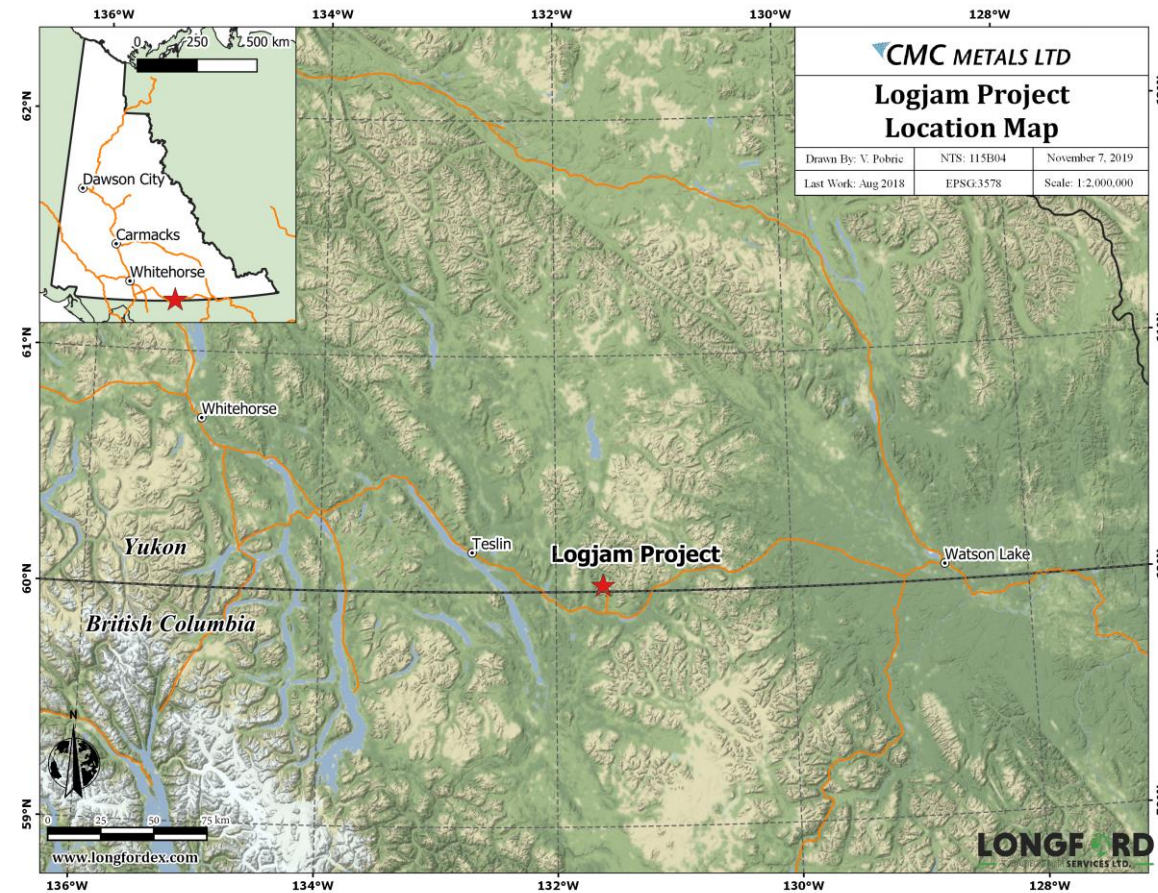 136°W 134°W 132°W 130°W 128°W
0 250 500 km
Dawson City
Carmacks
Whitehorse
CMC METALS LTD
Logjam Project
Location Map
Drawn By: V. Pobric NTS: 115B04 November 7, 2019
Last Work: Aug 2018 EPSG:3578 Scale: 1:2,000,000
62°N
61°N
Whitehorse
Teslin
Logjam Project
Watson Lake
Yukon
60°N
British Columbia
N
59°N
0 25 50 75 km
www.longfordex.com
LONGFORD
SERVICES LTD.
136°W 134°W 132°W 130°W 128°W